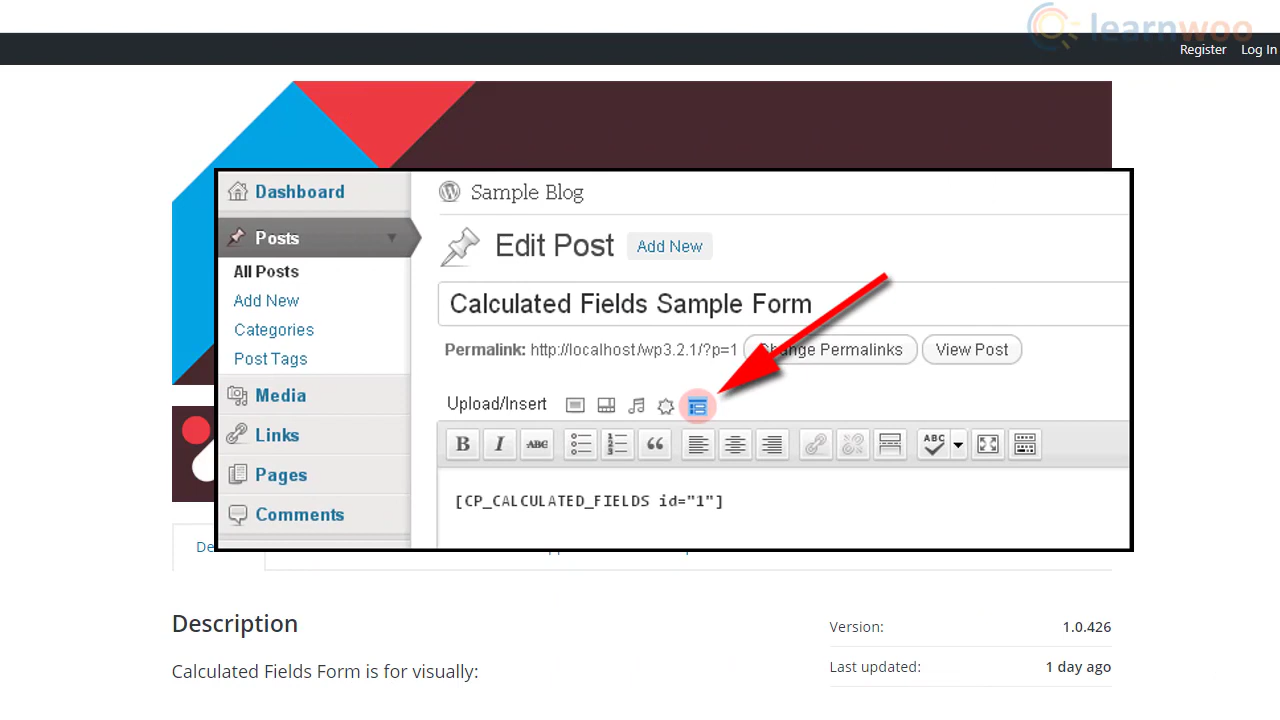 learnwoo
Register Log In
Dashboard
Posts
All Posts
Add New
Categories
Post Tags
Media
Links
Pages
Comments
Sample Blog
Edit Post Add New
Calculated Fields Sample Form
Permalink: http://localhost/wp3.2.1/?p=1 Change Permalinks View Post
Upload/Insert
B I ABC ABC
[CP_CALCULATED_FIELDS id="1"]
De
Description
Calculated Fields Form is for visually:
Version: 1.0.426
Last updated: 1 day ago